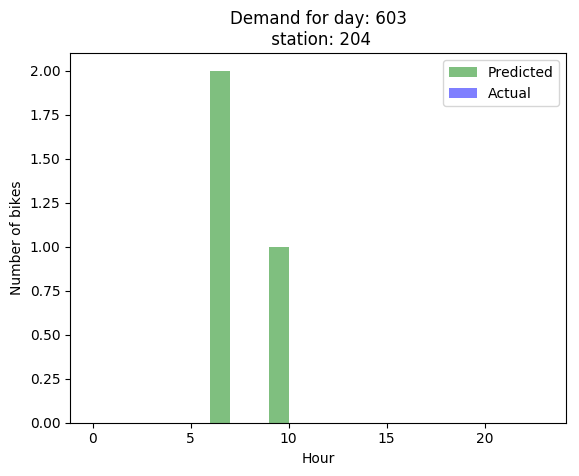 Demand for day: 603
station: 204
Predicted
Actual
Number of bikes
2.00
1.75
1.50
1.25
1.00
0.75
0.50
0.25
0.00
0 5 10 15 20
Hour